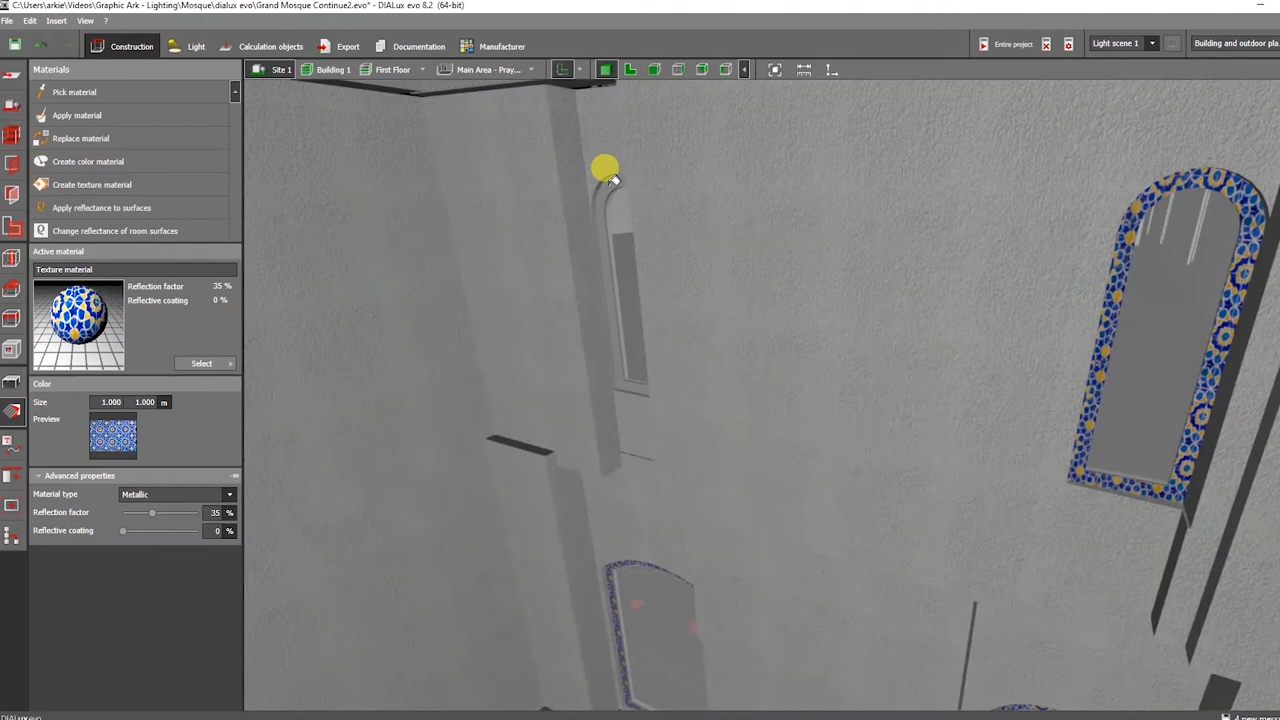 C:\Users\arkie\Videos\Graphic Ark - Lighting\Mosque\dialux evo\Grand Mosque Continue2.evo* - DIALux evo 8.2 (64-bit)
File Edit Insert View ?
Construction Light Calculation objects Export Documentation Manufacturer Entire project Light scene 1 Building and outdoor pla
Materials Site 1 Building 1 First Floor Main Area - Pray...
Pick material
Apply material
Replace material
Create color material
Create texture material
Apply reflectance to surfaces
Change reflectance of room surfaces
Active material
Texture material
Reflection factor 35 %
Reflective coating 0 %
Select
Color
Size 1.000 1.000 m
Preview
Advanced properties
Material type Metallic
Reflection factor 35 %
Reflective coating 0 %
DIALux evo 4 new mess